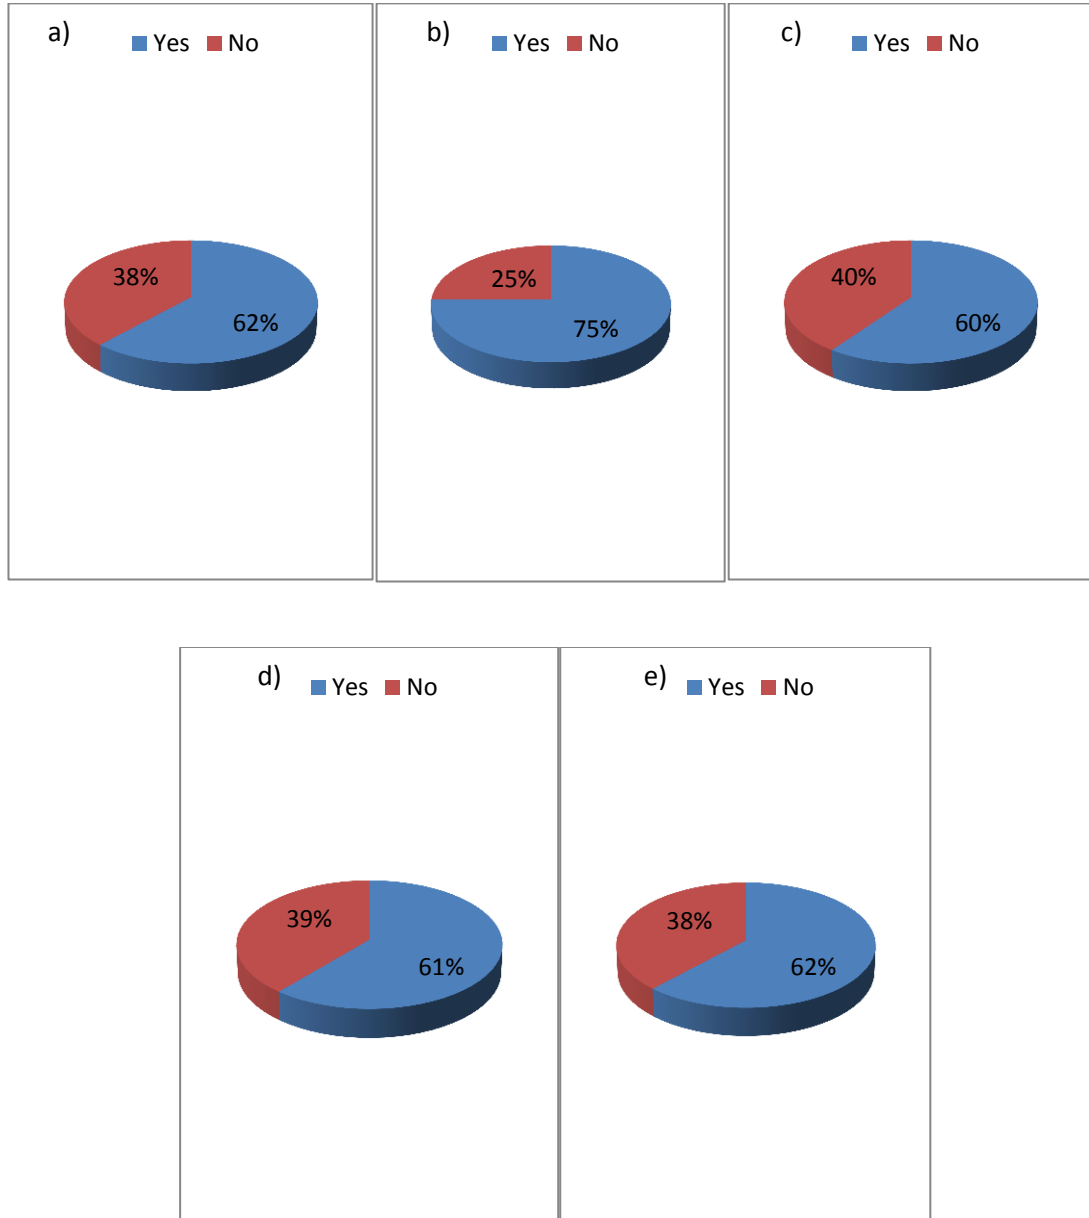 a) Yes No
38%
62%
b) Yes No
25%
75%
c) Yes No
40%
60%
d) Yes No
39%
61%
e) Yes No
38%
62%